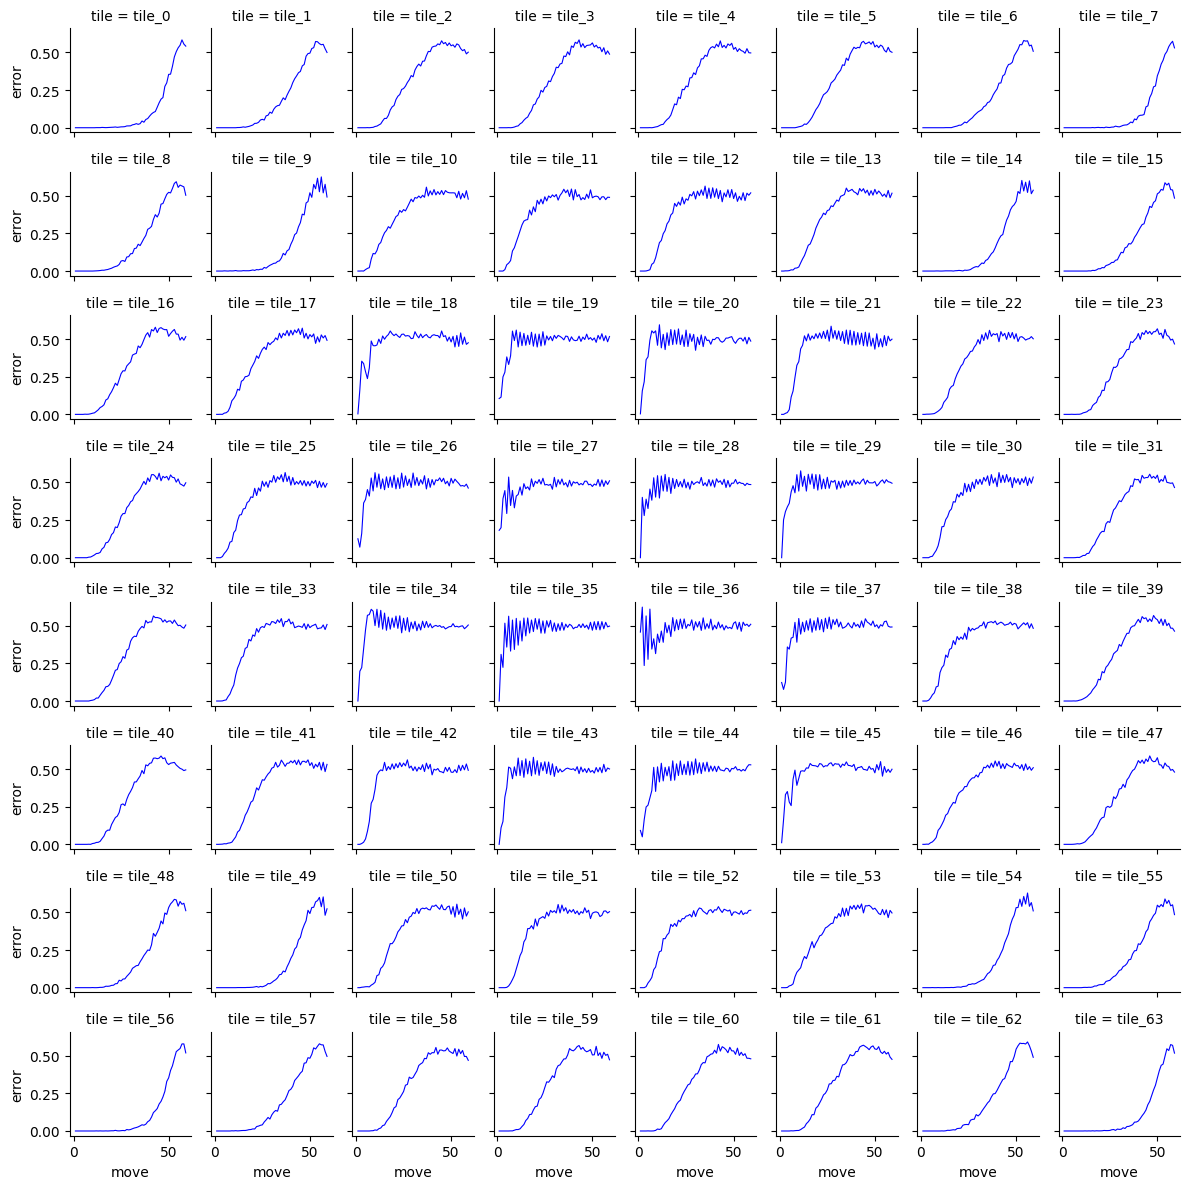 tile = tile_0 tile = tile_1 tile = tile_2 tile = tile_3 tile = tile_4 tile = tile_5 tile = tile_6 tile = tile_7
0.50
error
0.25
0.00
tile = tile_8 tile = tile_9 tile = tile_10 tile = tile_11 tile = tile_12 tile = tile_13 tile = tile_14 tile = tile_15
0.50
error
0.25
0.00
tile = tile_16 tile = tile_17 tile = tile_18 tile = tile_19 tile = tile_20 tile = tile_21 tile = tile_22 tile = tile_23
0.50
error
0.25
0.00
tile = tile_24 tile = tile_25 tile = tile_26 tile = tile_27 tile = tile_28 tile = tile_29 tile = tile_30 tile = tile_31
0.50
error
0.25
0.00
tile = tile_32 tile = tile_33 tile = tile_34 tile = tile_35 tile = tile_36 tile = tile_37 tile = tile_38 tile = tile_39
0.50
error
0.25
0.00
tile = tile_40 tile = tile_41 tile = tile_42 tile = tile_43 tile = tile_44 tile = tile_45 tile = tile_46 tile = tile_47
0.50
error
0.25
0.00
tile = tile_48 tile = tile_49 tile = tile_50 tile = tile_51 tile = tile_52 tile = tile_53 tile = tile_54 tile = tile_55
0.50
error
0.25
0.00
tile = tile_56 tile = tile_57 tile = tile_58 tile = tile_59 tile = tile_60 tile = tile_61 tile = tile_62 tile = tile_63
0.50
error
0.25
0.00
0 50 0 50 0 50 0 50 0 50 0 50 0 50 0 50
move move move move move move move move